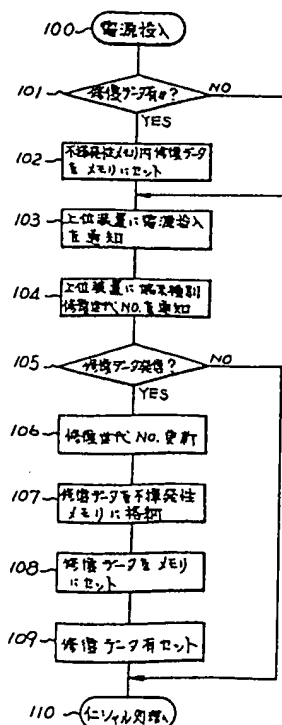 100
電源投入
101
修復データ有り?
NO
YES
102
不揮発性メモリ内修復データ
をメモリにセット
103
上位装置に電源投入
を通知
104
上位装置に端末種別
修復世代NO.を通知
105
修復データ発信?
NO
YES
106
修復世代NO.更新
107
修復データを不揮発性
メモリに格納
108
修復データをメモリ
にセット
109
修復データ有セット
110
イニシャル処理へ